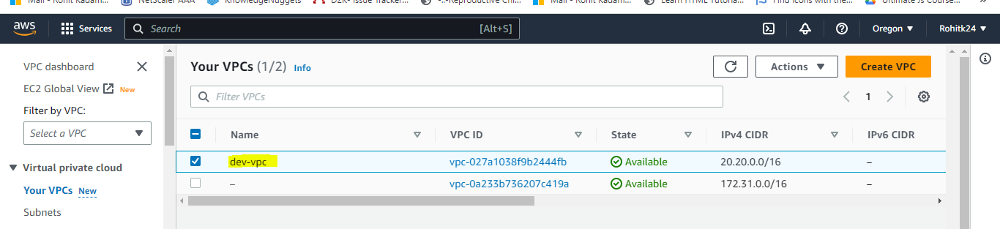 Mail - Rohit Kadam... NetScaler AAA KnowledgeNuggets D2K- Issue Tracker... -..-Reproductive Chi... Mail - Rohit Kadam... Learn HTML Tutoria... Find Icons with the... Ultimate Js Course...
aws Services Search [Alt+S] Oregon Rohitk24
VPC dashboard
EC2 Global View New
Filter by VPC:
Select a VPC
Virtual private cloud
Your VPCs New
Subnets
Your VPCs (1/2) Info Actions Create VPC
Filter VPCs 1
Name VPC ID State IPv4 CIDR IPv6 CIDR
dev-vpc vpc-027a1038f9b2444fb Available 20.20.0.0/16 –
– vpc-0a233b736207c419a Available 172.31.0.0/16 –